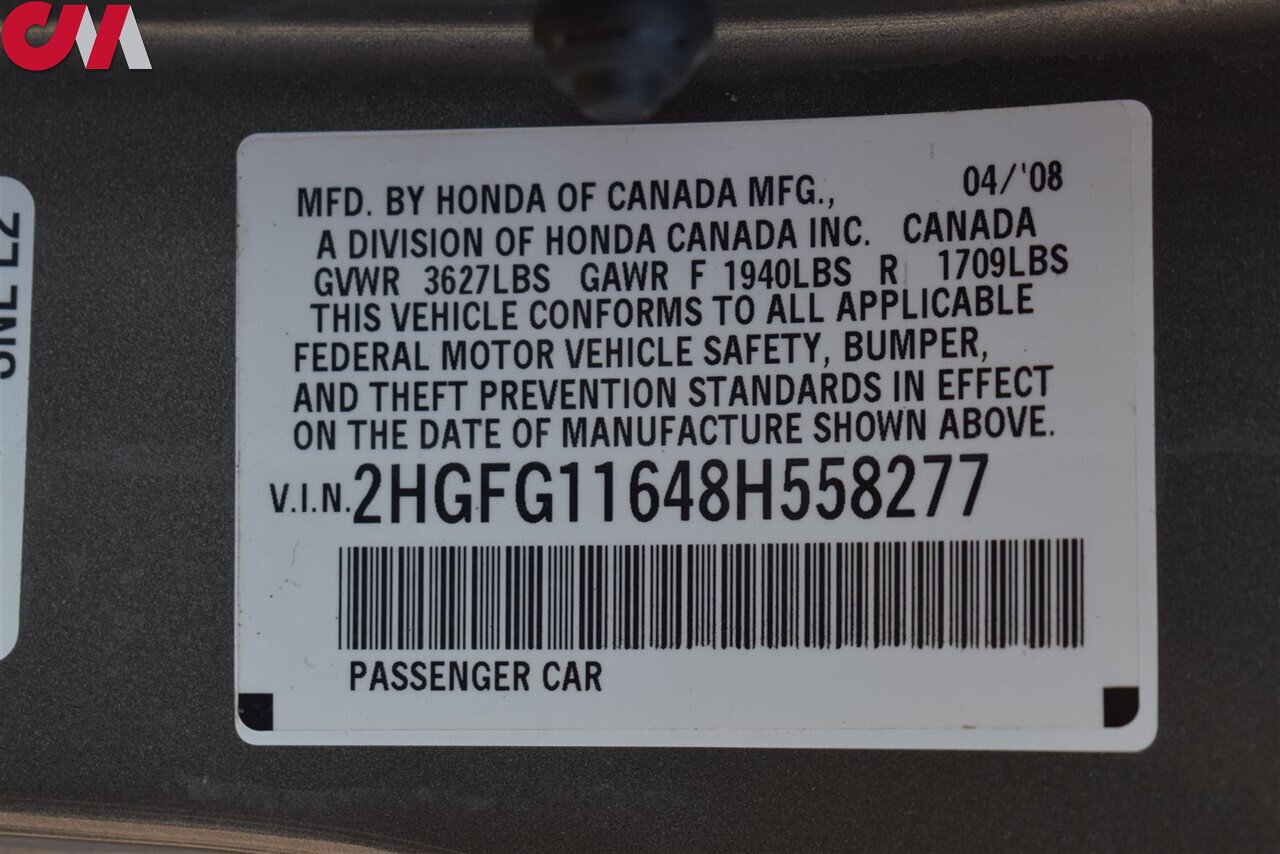 CM
MFD. BY HONDA OF CANADA MFG., 04/'08
A DIVISION OF HONDA CANADA INC. CANADA
GVWR 3627LBS GAWR F 1940LBS R 1709LBS
THIS VEHICLE CONFORMS TO ALL APPLICABLE
FEDERAL MOTOR VEHICLE SAFETY, BUMPER,
AND THEFT PREVENTION STANDARDS IN EFFECT
ON THE DATE OF MANUFACTURE SHOWN ABOVE.
V.I.N. 2HGFG11648H558277
PASSENGER CAR